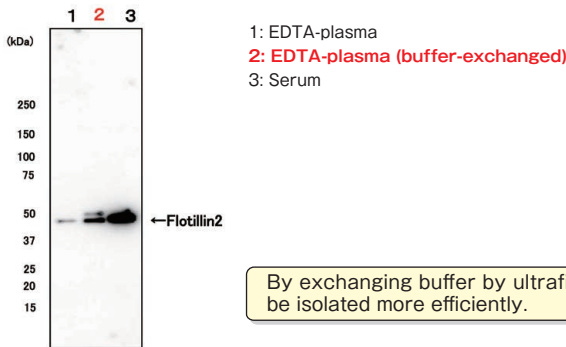 1 2 3
(kDa)
250
150
100
75
50
37
25
20
15
←Flotillin2
1: EDTA-plasma
2: EDTA-plasma (buffer-exchanged)
3: Serum
By exchanging buffer by
be isolated more efficiently.